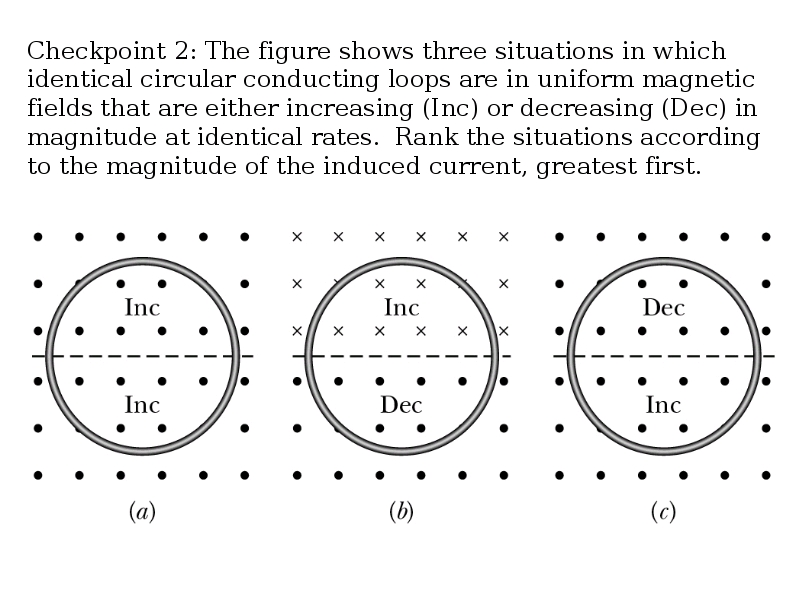 Checkpoint 2: The figure shows three situations in which
identical circular conducting loops are in uniform magnetic
fields that are either increasing (Inc) or decreasing (Dec) in
magnitude at identical rates.  Rank the situations according
to the magnitude of the induced current, greatest first.
Inc
Inc
Dec
Inc
Dec
Inc
(a)
(b)
(c)